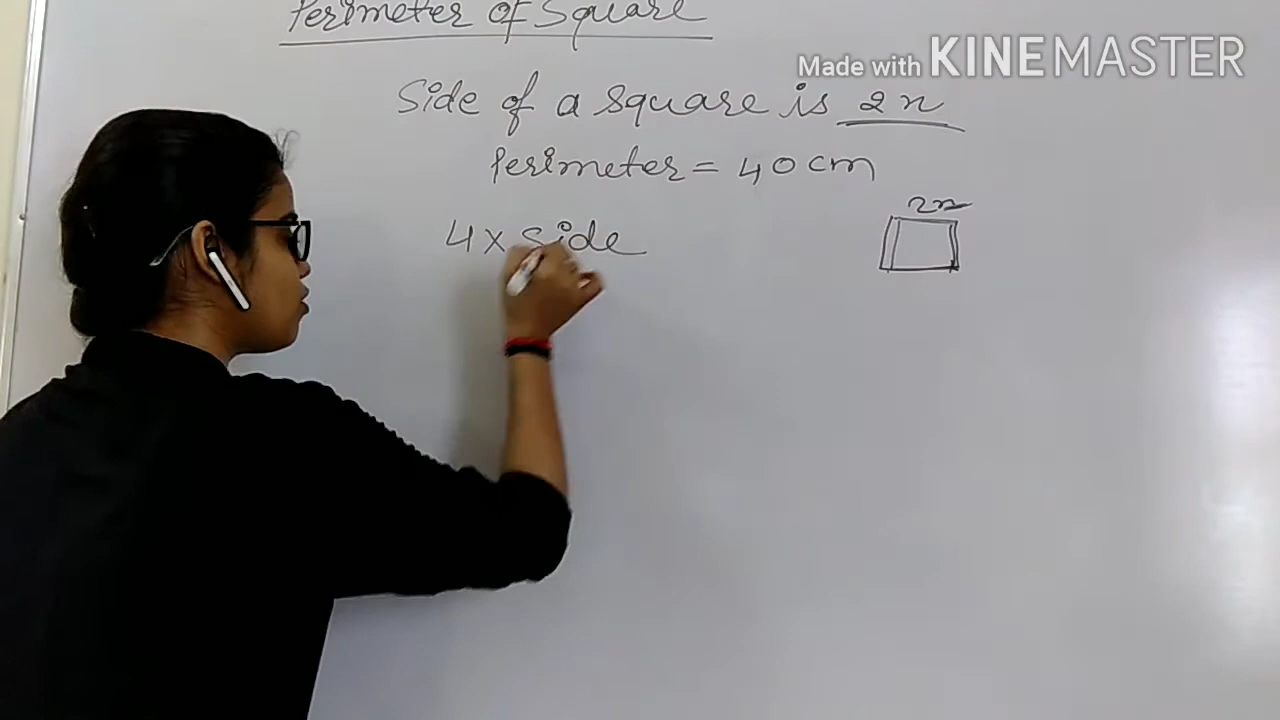 Perimeter of Square
Made with KINEMASTER
Side of a square is 2x
Perimeter = 40 cm
2x
4 x Side